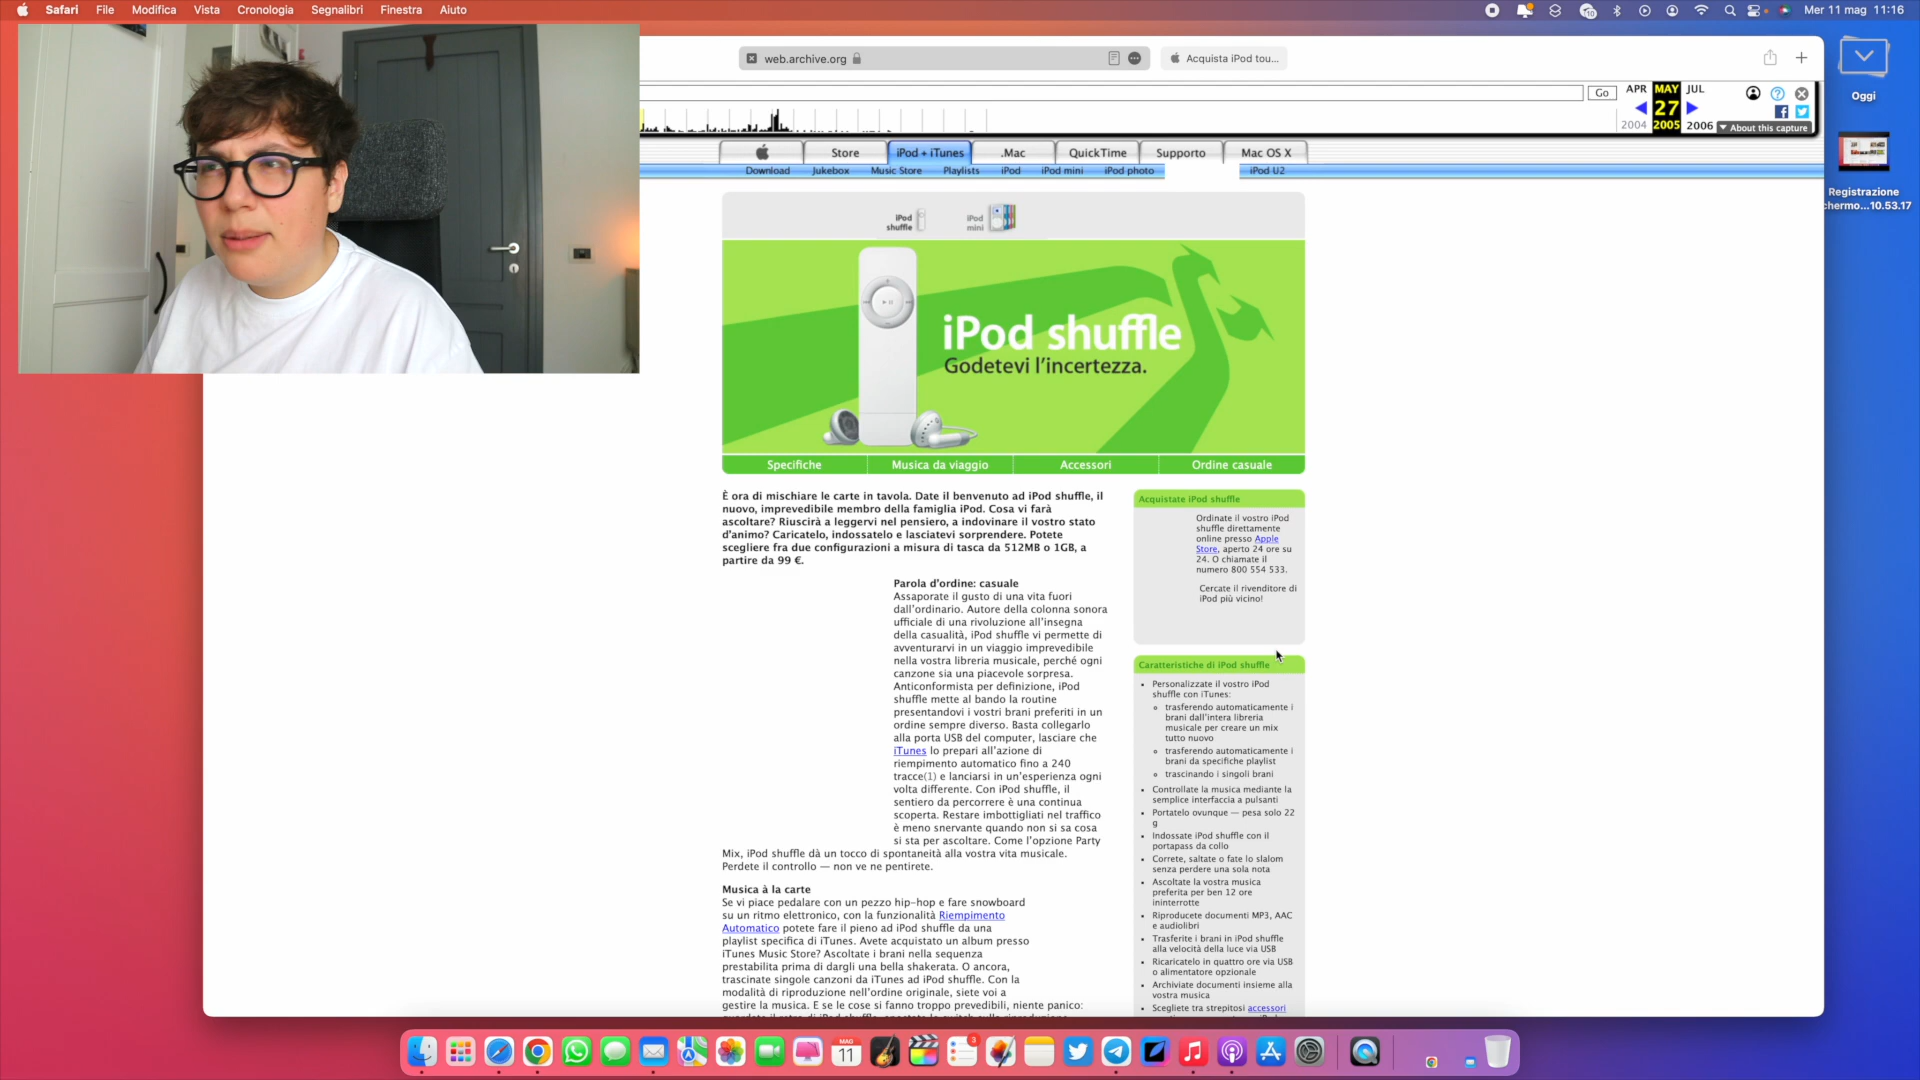 Safari File Modifica Vista Cronologia Segnalibri Finestra Aiuto
Mer 11 mag 11:16
web.archive.org
Acquista iPod tou...
Go
APR MAY JUL
27
2004 2005 2006
About this capture
Oggi
Registrazione
chermo...10.53.17
Store iPod + iTunes .Mac QuickTime Supporto Mac OS X
Download Jukebox Music Store Playlists iPod iPod mini iPod photo iPod U2
iPod
shuffle
iPod
mini
iPod shuffle
Godetevi l'incertezza.
Specifiche Musica da viaggio Accessori Ordine casuale
È ora di mischiare le carte in tavola. Date il benvenuto ad iPod shuffle, il
nuovo, imprevedibile membro della famiglia iPod. Cosa vi farà
ascoltare? Riuscirà a leggervi nel pensiero, a indovinare il vostro stato
d'animo? Caricatelo, indossatelo e lasciatevi sorprendere. Potete
scegliere fra due configurazioni a misura di tasca da 512MB o 1GB, a
partire da 99 €.
Parola d'ordine: casuale
Assaporate il gusto di una vita fuori
dall'ordinario. Autore della colonna sonora
ufficiale di una rivoluzione all'insegna
della casualità, iPod shuffle vi permette di
avventurarvi in un viaggio imprevedibile
nella vostra libreria musicale, perché ogni
canzone sia una piacevole sorpresa.
Anticonformista per definizione, iPod
shuffle mette al bando la routine
presentandovi i vostri brani preferiti in un
ordine sempre diverso. Basta collegarlo
alla porta USB del computer, lasciare che
iTunes lo prepari all'azione di
riempimento automatico fino a 240
tracce(1) e lanciarsi in un'esperienza ogni
volta differente. Con iPod shuffle, il
sentiero da percorrere è una continua
scoperta. Restare imbottigliati nel traffico
è meno snervante quando non si sa cosa
si sta per ascoltare. Come l'opzione Party
Mix, iPod shuffle dà un tocco di spontaneità alla vostra vita musicale.
Perdete il controllo — non ve ne pentirete.
Musica à la carte
Se vi piace pedalare con un pezzo hip-hop e fare snowboard
su un ritmo elettronico, con la funzionalità Riempimento
Automatico potete fare il pieno ad iPod shuffle da una
playlist specifica di iTunes. Avete acquistato un album presso
iTunes Music Store? Ascoltate i brani nella sequenza
prestabilita prima di dargli una bella shakerata. O ancora,
trascinate singole canzoni da iTunes ad iPod shuffle. Con la
modalità di riproduzione nell'ordine originale, siete voi a
gestire la musica. E se le cose si fanno troppo prevedibili, niente panico:
Acquistate iPod shuffle
Ordinate il vostro iPod
shuffle direttamente
online presso Apple
Store, aperto 24 ore su
24. O chiamate il
numero 800 554 533.
Cercate il rivenditore di
iPod più vicino!
Caratteristiche di iPod shuffle
Personalizzate il vostro iPod
shuffle con iTunes:
trasferendo automaticamente i
brani dall'intera libreria
musicale per creare un mix
tutto nuovo
trasferendo automaticamente i
brani da specifiche playlist
trascinando i singoli brani
Controllate la musica mediante la
semplice interfaccia a pulsanti
Portatelo ovunque — pesa solo 22
g
Indossate iPod shuffle con il
portapass da collo
Correte, saltate o fate lo slalom
senza perdere una sola nota
Ascoltate la vostra musica
preferita per ben 12 ore
ininterrotte
Riproducete documenti MP3, AAC
e audiolibri
Trasferite i brani in iPod shuffle
alla velocità della luce via USB
Ricaricatelo in quattro ore via USB
o alimentatore opzionale
Archiviate documenti insieme alla
vostra musica
Scegliete tra strepitosi accessori
MAG
11
3